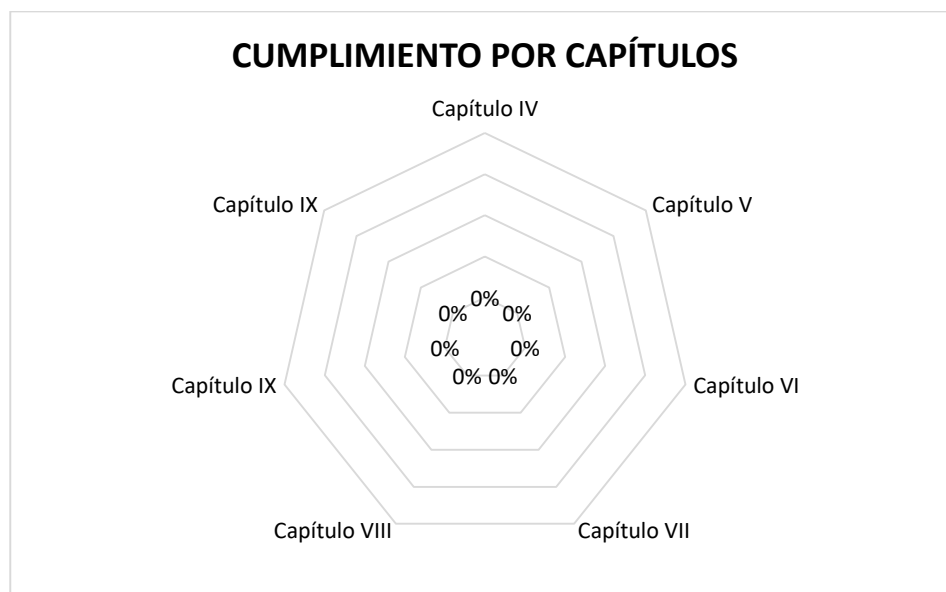 CUMPLIMIENTO POR CAPÍTULOS
Capítulo IV
Capítulo IX
Capítulo V
0%
0%
0%
0%
0%
0%
0%
Capítulo IX
Capítulo VI
Capítulo VIII
Capítulo VII